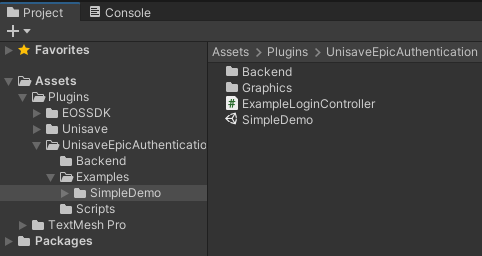 Project
Console
Favorites
Assets
Plugins
EOSSDK
Unisave
UnisaveEpicAuthenticatio
Backend
Examples
SimpleDemo
Scripts
TextMesh Pro
Packages
Assets > Plugins > UnisaveEpicAuthentication
Backend
Graphics
ExampleLoginController
SimpleDemo